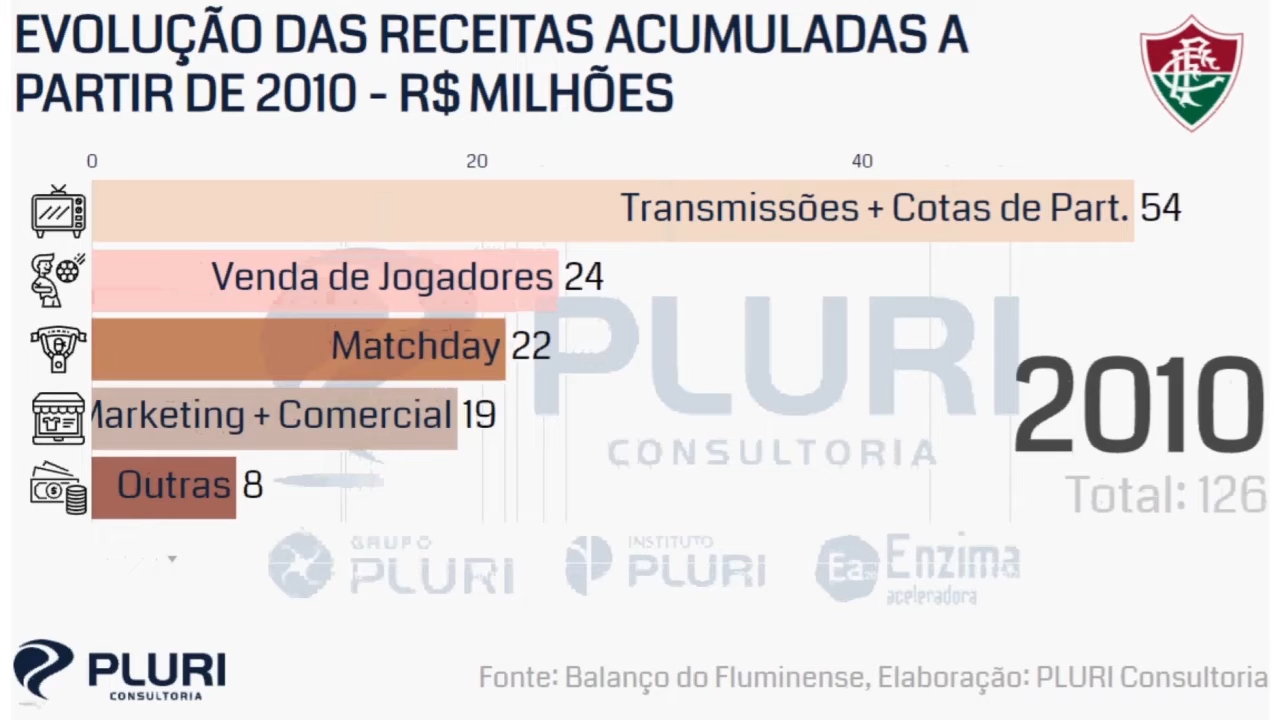 EVOLUÇÃO DAS RECEITAS ACUMULADAS A
PARTIR DE 2010 - R$ MILHÕES
0 20 40
Transmissões + Cotas de Part. 54
Venda de Jogadores 24
Matchday 22
Marketing + Comercial 19
Outras 8
PLURI
CONSULTORIA
2010
Total: 126
GRUPO
PLURI
INSTITUTO
PLURI
Ea
Enzima
aceleradora
PLURI
CONSULTORIA
Fonte: Balanço do Fluminense, Elaboração: PLURI Consultoria